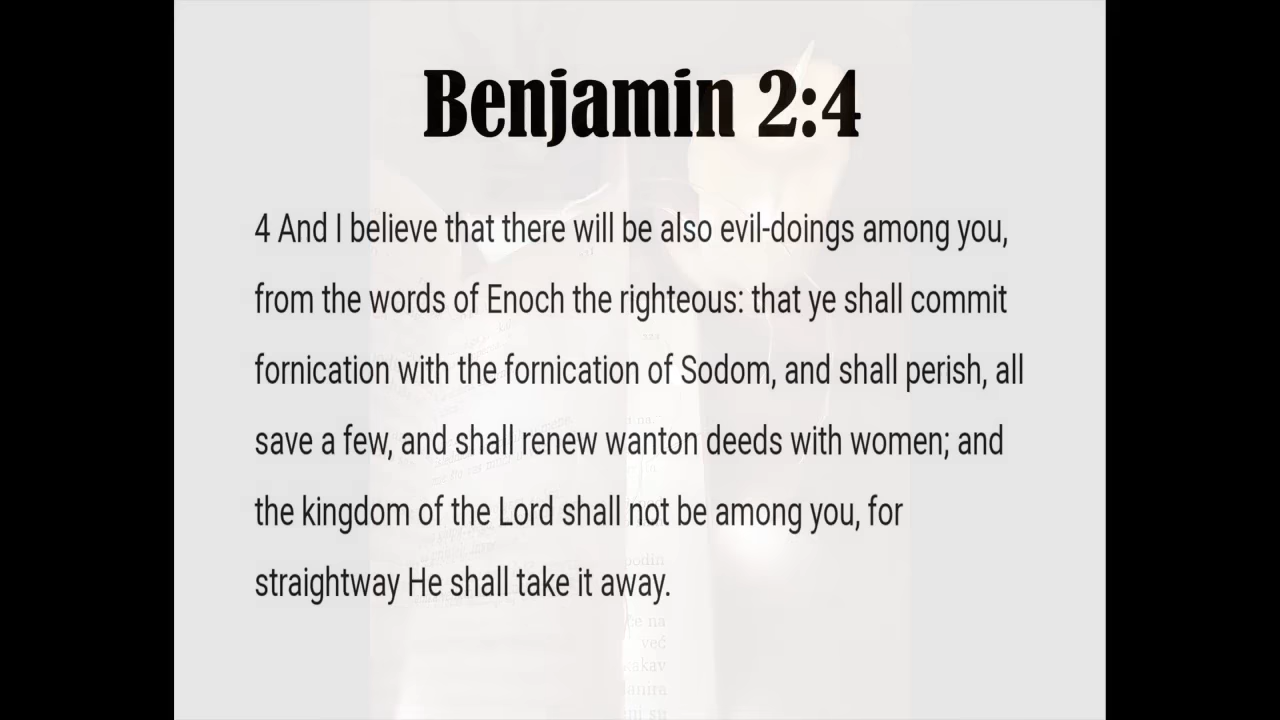 Benjamin 2:4
4 And I believe that there will be also evil-doings among you,
from the words of Enoch the righteous: that ye shall commit
fornication with the fornication of Sodom, and shall perish, all
save a few, and shall renew wanton deeds with women; and
the kingdom of the Lord shall not be among you, for
straightway He shall take it away.
podin
na
već